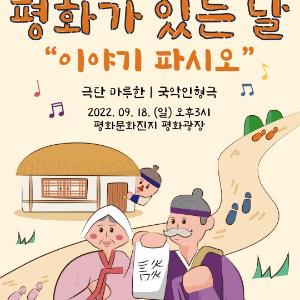 평화가 있는 날
“이야기 파시오”
극단 마루한 | 국악인형극
2022. 09. 18. (일) 오후3시
평화문화진지 평화광장